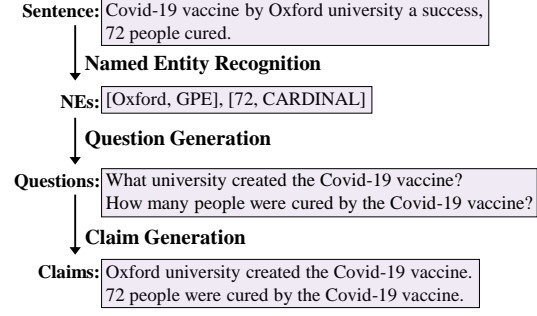 Sentence: Covid-19 vaccine by Oxford university a success,
72 people cured.
Named Entity Recognition
NEs: [Oxford, GPE], [72, CARDINAL]
Question Generation
Questions: What university created the Covid-19 vaccine?
How many people were cured by the Covid-19 vaccine?
Claim Generation
Claims: Oxford university created the Covid-19 vaccine.
72 people were cured by the Covid-19 vaccine.